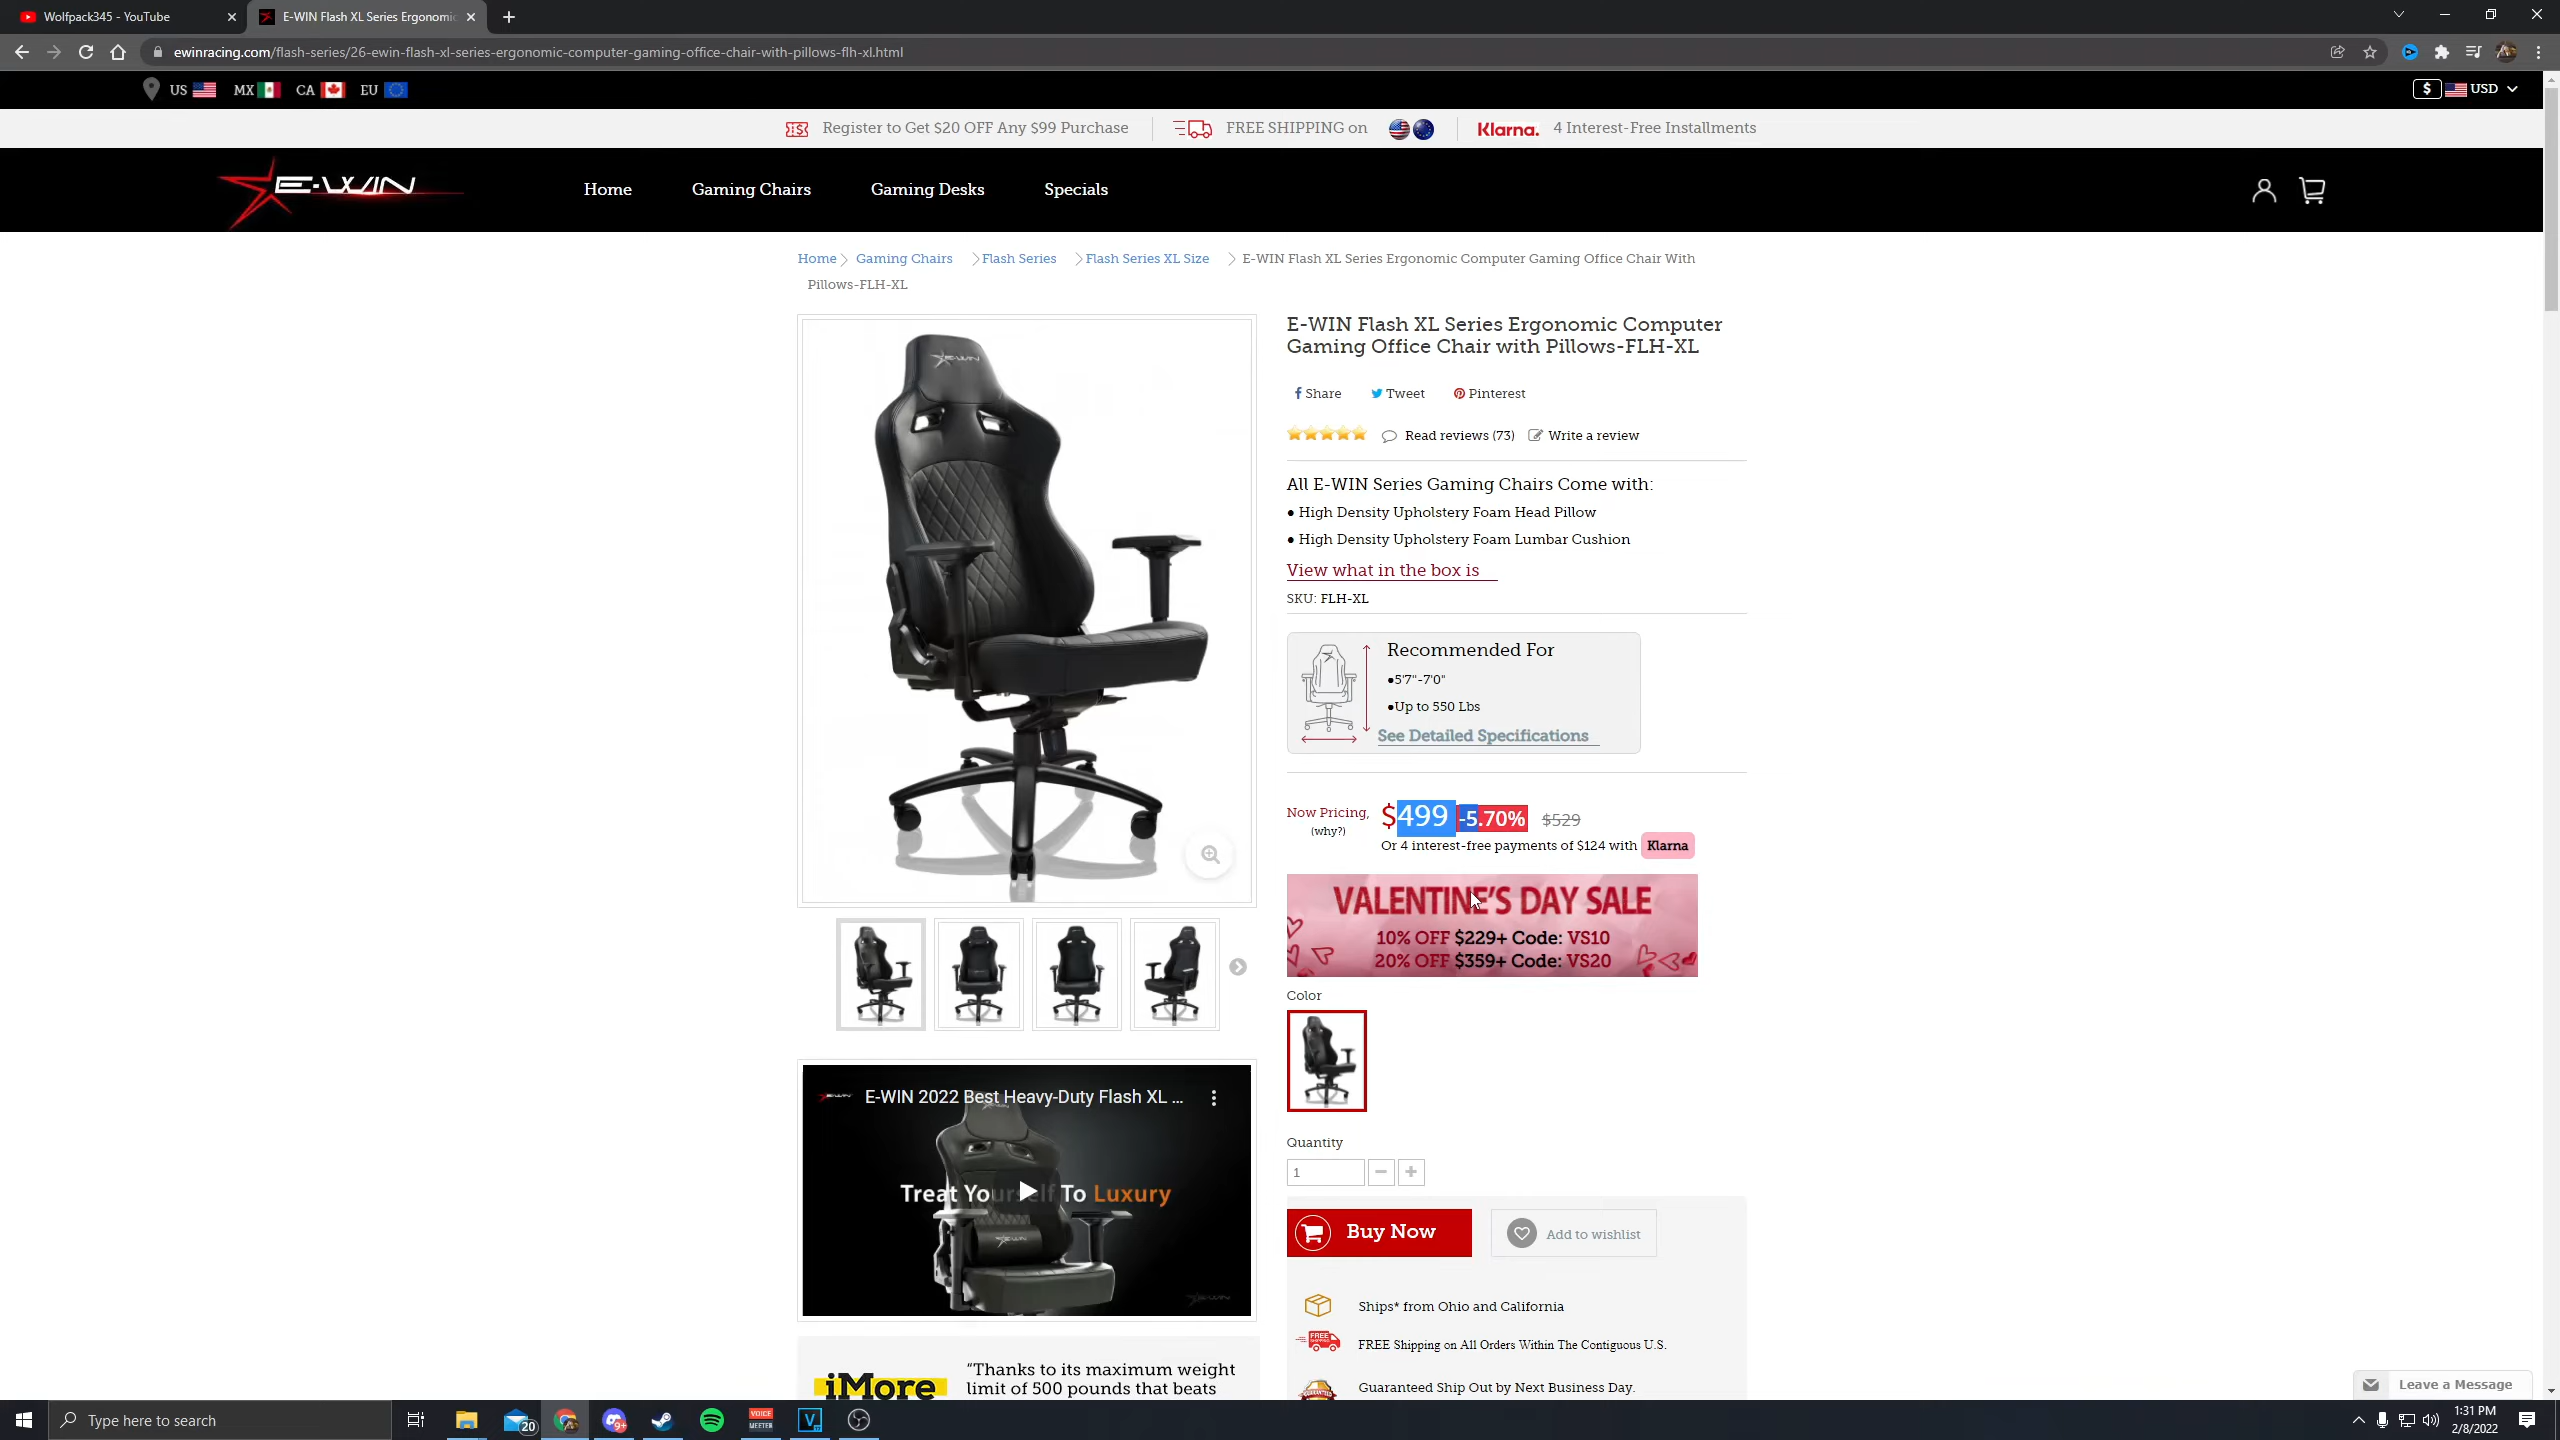 Wolfpack345 - YouTube
E-WIN Flash XL Series Ergonomic
ewinracing.com/flash-series/26-ewin-flash-xl-series-ergonomic-computer-gaming-office-chair-with-pillows-flh-xl.html
US MX CA EU
$ USD
Register to Get $20 OFF Any $99 Purchase
FREE SHIPPING on
Klarna. 4 Interest-Free Installments
E-WIN
Home Gaming Chairs Gaming Desks Specials
Home Gaming Chairs Flash Series Flash Series XL Size E-WIN Flash XL Series Ergonomic Computer Gaming Office Chair With
Pillows-FLH-XL
E-WIN Flash XL Series Ergonomic Computer
Gaming Office Chair with Pillows-FLH-XL
Share Tweet Pinterest
Read reviews (73) Write a review
All E-WIN Series Gaming Chairs Come with:
● High Density Upholstery Foam Head Pillow
● High Density Upholstery Foam Lumbar Cushion
View what in the box is
SKU: FLH-XL
Recommended For
●5'7"-7'0"
●Up to 550 Lbs
See Detailed Specifications
Now Pricing, $499 -5.70% $529
(why?)
Or 4 interest-free payments of $124 with Klarna
VALENTINE'S DAY SALE
10% OFF $229+ Code: VS10
20% OFF $359+ Code: VS20
Color
Quantity
1
Buy Now
Add to wishlist
Ships* from Ohio and California
FREE Shipping on All Orders Within The Contiguous U.S.
Guaranteed Ship Out by Next Business Day.
E-WIN 2022 Best Heavy-Duty Flash XL ...
Treat Yourself To Luxury
iMore
"Thanks to its maximum weight
limit of 500 pounds that beats
Leave a Message
Type here to search
20
9+
VOICE
MEETER
1:31 PM
2/8/2022